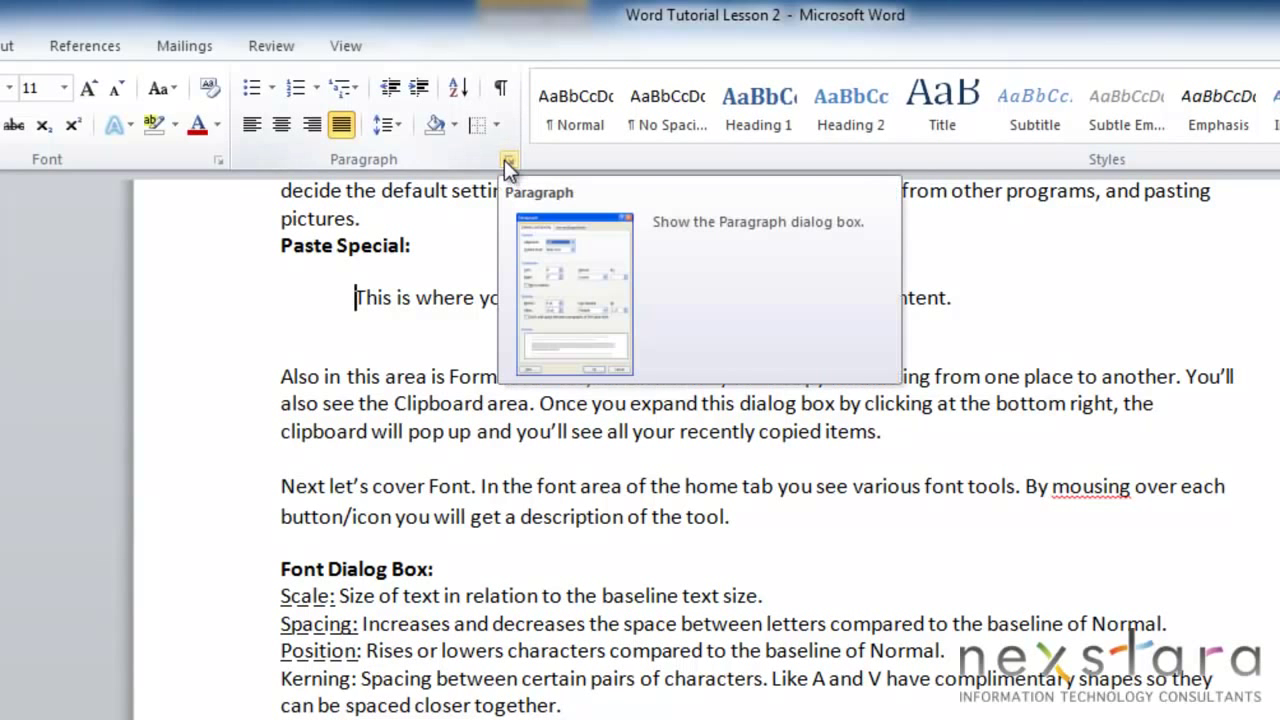 Word Tutorial Lesson 2 - Microsoft Word
ut References Mailings Review View
11 Aa
abc X₂ X² A ab A
Font Paragraph Styles
AaBbCcDc AaBbCcDc AaBbC AaBbCc AaB AaBbCc. AaBbCcDc AaBbCcDc
¶ Normal ¶ No Spaci... Heading 1 Heading 2 Title Subtitle Subtle Em... Emphasis
decide the default settin from other programs, and pasting
pictures.
Paragraph
Show the Paragraph dialog box.
Paste Special:
This is where yo ntent.
Also in this area is Form ing from one place to another. You’ll
also see the Clipboard area. Once you expand this dialog box by clicking at the bottom right, the
clipboard will pop up and you’ll see all your recently copied items.
Next let’s cover Font. In the font area of the home tab you see various font tools. By mousing over each
button/icon you will get a description of the tool.
Font Dialog Box:
Scale: Size of text in relation to the baseline text size.
Spacing: Increases and decreases the space between letters compared to the baseline of Normal.
Position: Rises or lowers characters compared to the baseline of Normal.
Kerning: Spacing between certain pairs of characters. Like A and V have complimentary shapes so they
can be spaced closer together.
nexstara
INFORMATION TECHNOLOGY CONSULTANTS